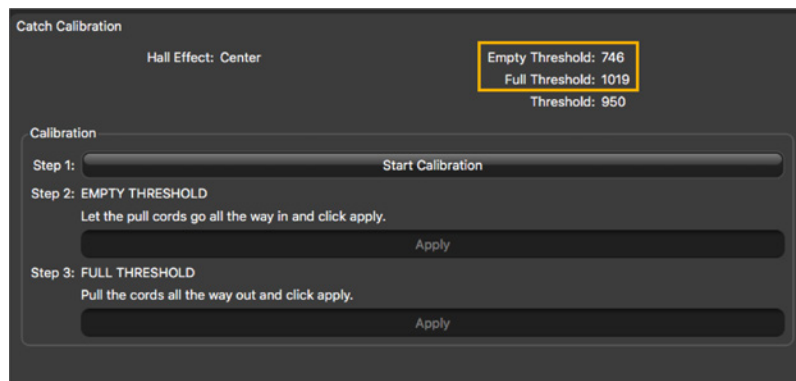 Catch Calibration
Hall Effect: Center
Empty Threshold: 746
Full Threshold: 1019
Threshold: 950
Calibration
Step 1: Start Calibration
Step 2: EMPTY THRESHOLD
Let the pull cords go all the way in and click apply.
Apply
Step 3: FULL THRESHOLD
Pull the cords all the way out and click apply.
Apply